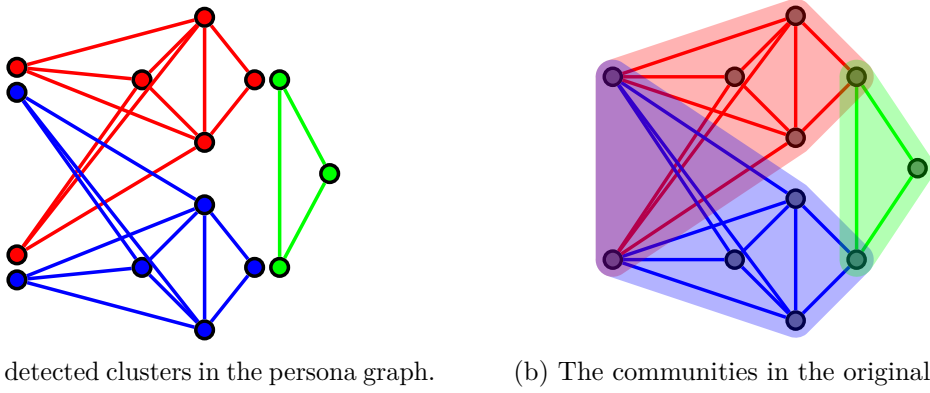 detected clusters in the persona graph.
(b) The communities in the original